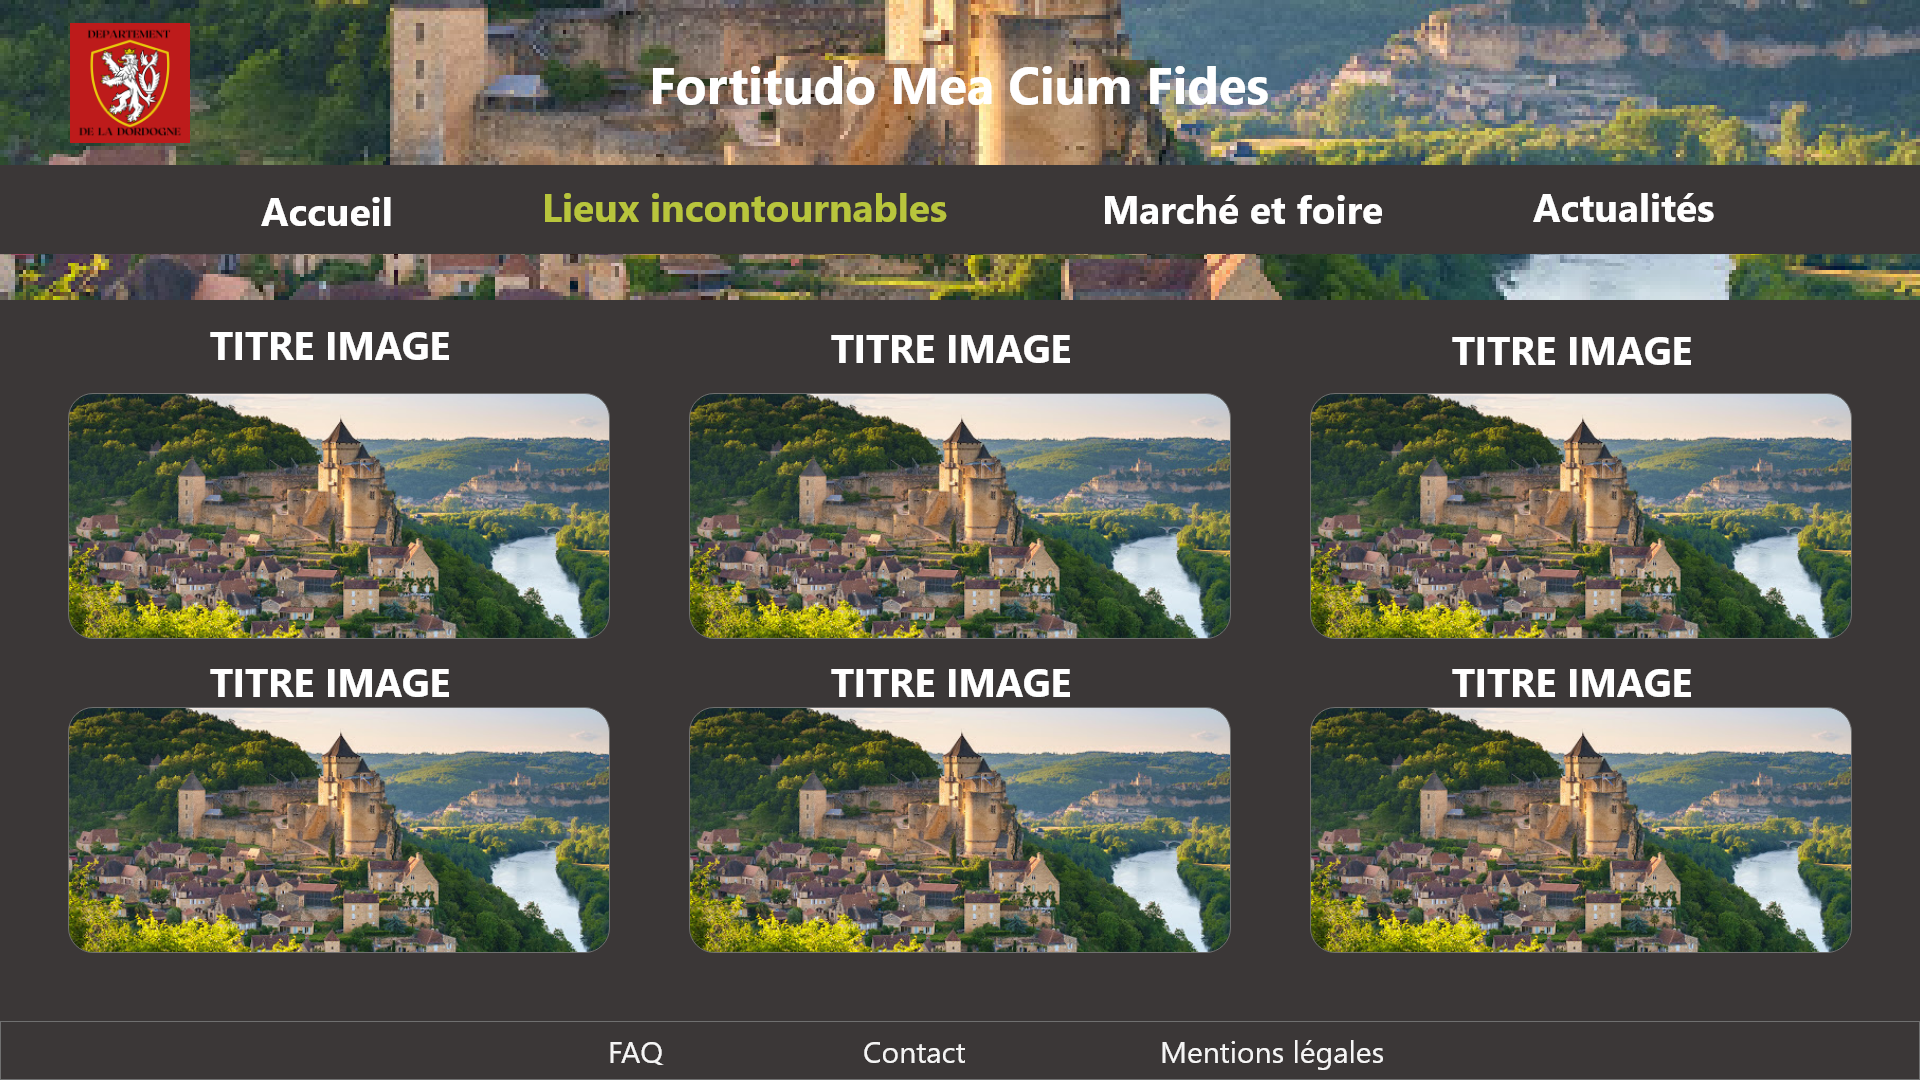 DEPARTEMENT
DE LA DORDOGNE
Fortitudo Mea Cium Fides
Accueil
Lieux incontournables
Marché et foire
Actualités
TITRE IMAGE
TITRE IMAGE
TITRE IMAGE
TITRE IMAGE
TITRE IMAGE
TITRE IMAGE
FAQ
Contact
Mentions légales